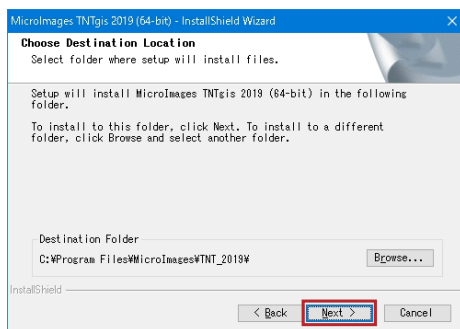 MicroImages TNTgis 2019 (64-bit) - InstallShield Wizard
Choose Destination Location
Select folder where setup will install files.
Setup will install MicroImages TNTgis 2019 (64-bit) in the following
folder.
To install to this folder, click Next. To install to a different
folder, click Browse and select another folder.
Destination Folder
C:¥Program Files¥MicroImages¥TNT_2019¥
Browse...
InstallShield
< Back
Next >
Cancel